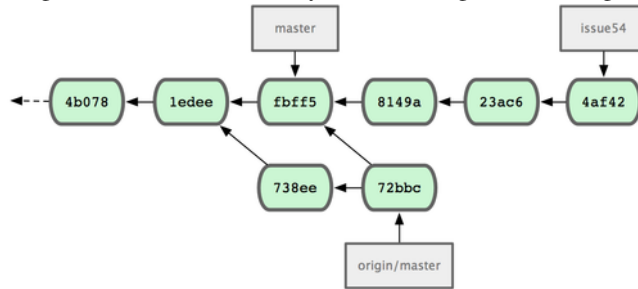 master
issue54
4b078
1edee
fbff5
8149a
23ac6
4af42
738ee
72bbc
origin/master